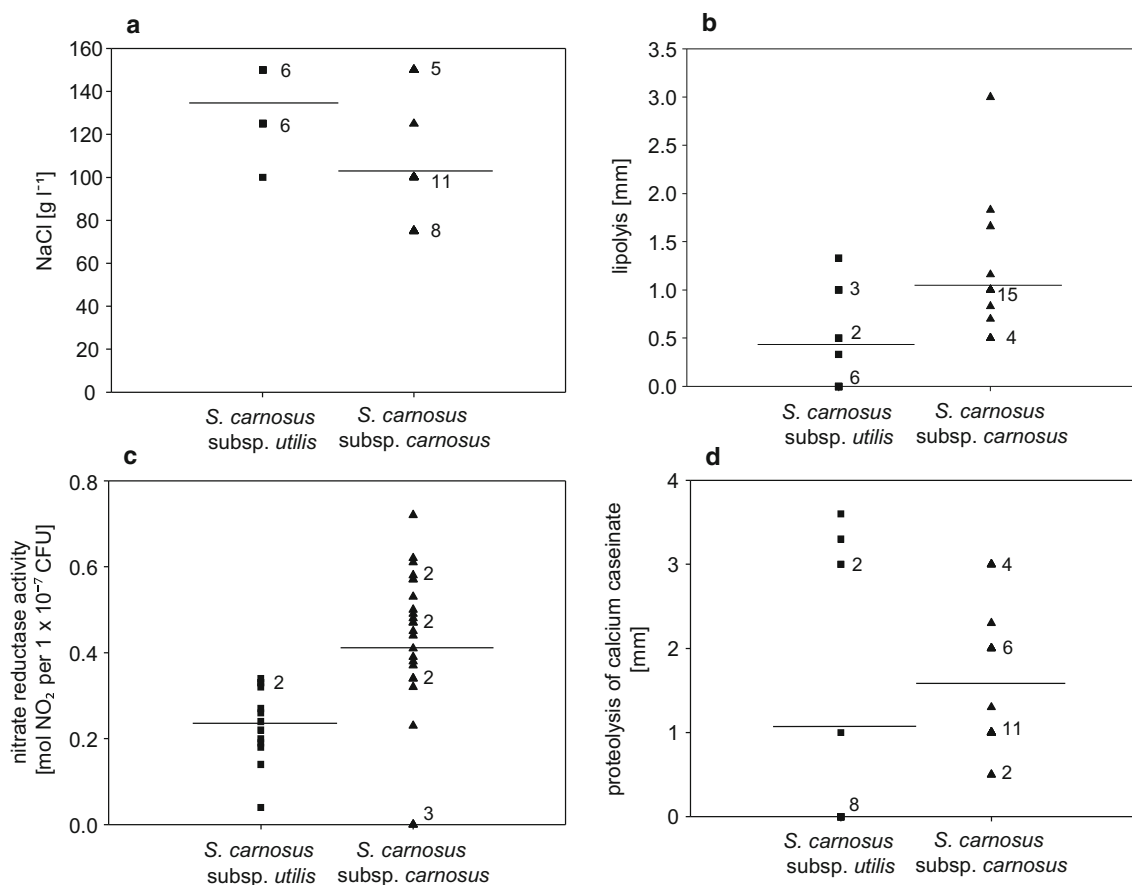 a
160
140
120
100
80
60
40
20
0
NaCl [g l⁻¹]
6
6
5
11
8
S. carnosus
subsp. utilis
S. carnosus
subsp. carnosus
b
3.5
3.0
2.5
2.0
1.5
1.0
0.5
0.0
lipolyis [mm]
3
2
6
15
4
S. carnosus
subsp. utilis
S. carnosus
subsp. carnosus
c
0.8
0.6
0.4
0.2
0.0
nitrate reductase activity
[mol NO₂ per 1 x 10⁻⁷ CFU]
2
2
2
2
3
S. carnosus
subsp. utilis
S. carnosus
subsp. carnosus
d
4
3
2
1
0
proteolysis of calcium caseinate
[mm]
2
8
4
6
11
2
S. carnosus
subsp. utilis
S. carnosus
subsp. carnosus